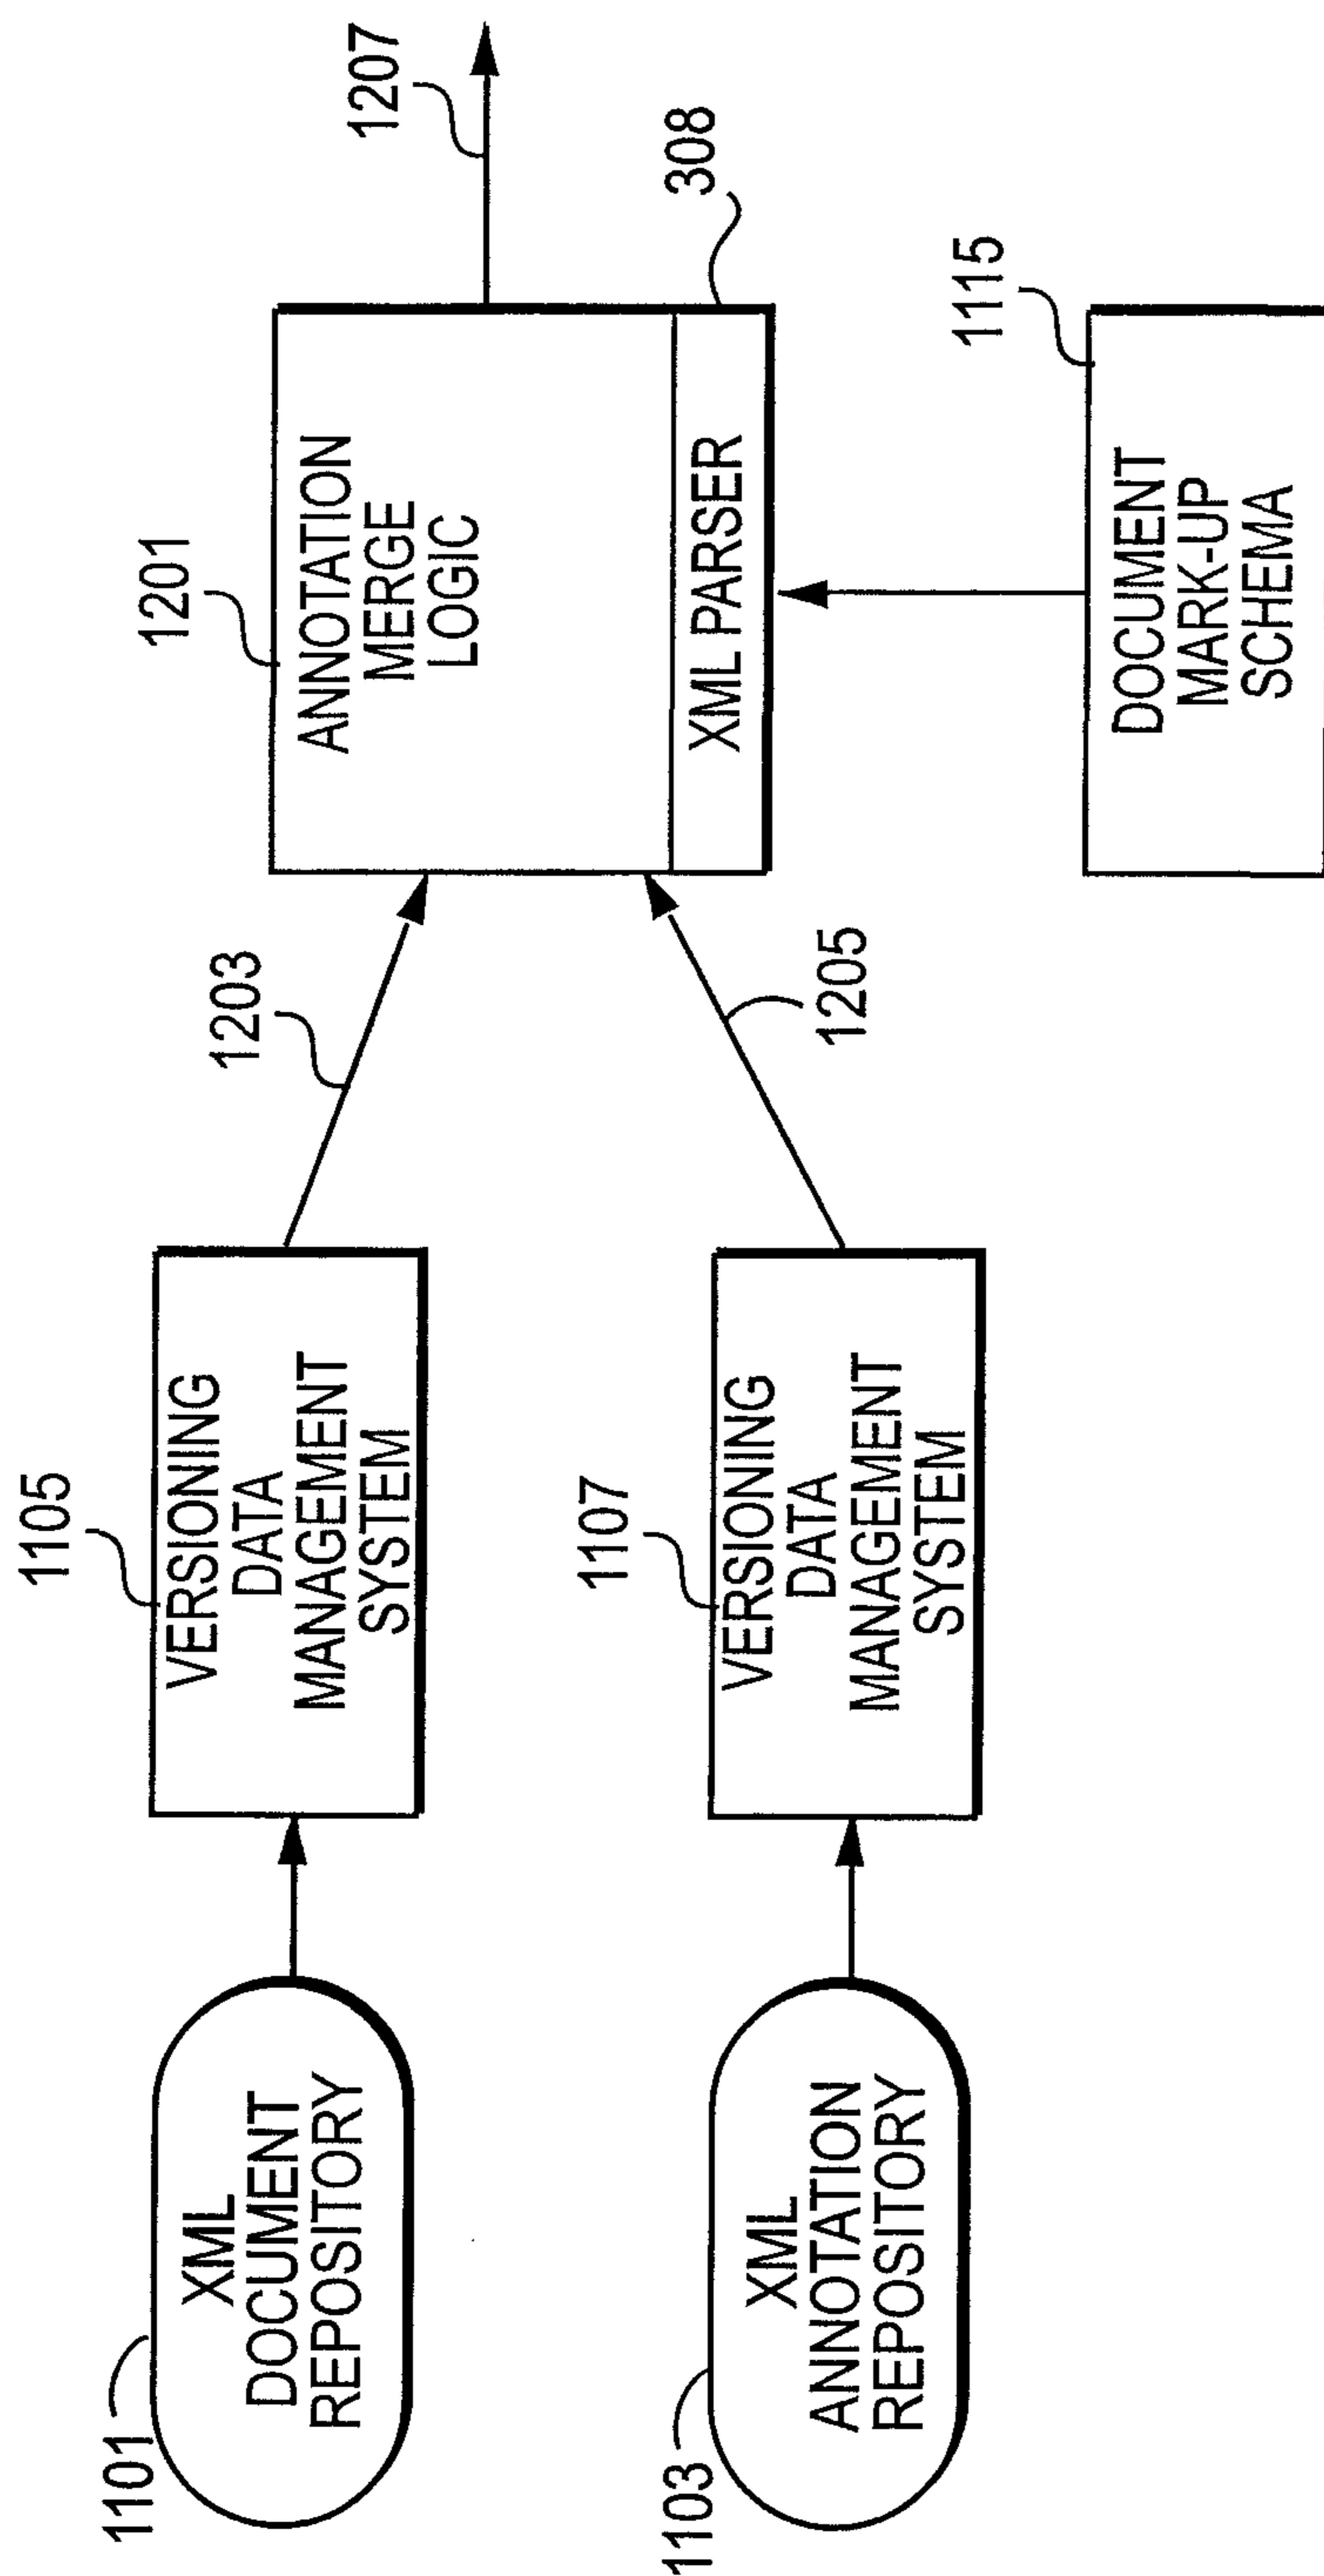 1101
XML
DOCUMENT
REPOSITORY
1105
VERSIONING
DATA
MANAGEMENT
SYSTEM
1203
1201
ANNOTATION
MERGE
LOGIC
XML PARSER
1207
308
1103
XML
ANNOTATION
REPOSITORY
1107
VERSIONING
DATA
MANAGEMENT
SYSTEM
1205
1115
DOCUMENT
MARK-UP
SCHEMA